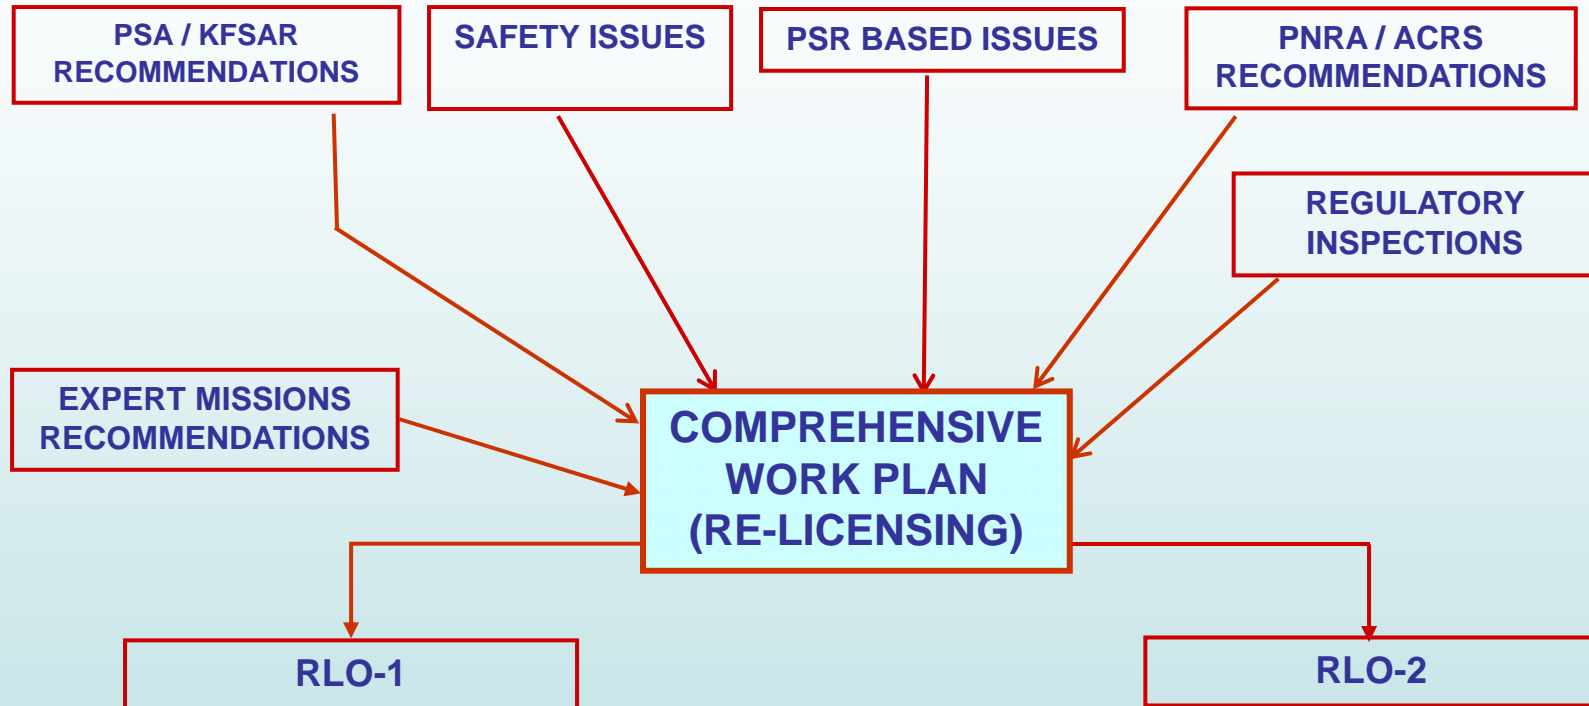 PSA / KFSAR
RECOMMENDATIONS
SAFETY ISSUES
PSR BASED ISSUES
PNRA / ACRS
RECOMMENDATIONS
REGULATORY
INSPECTIONS
EXPERT MISSIONS
RECOMMENDATIONS
COMPREHENSIVE
WORK PLAN
(RE-LICENSING)
RLO-1
RLO-2